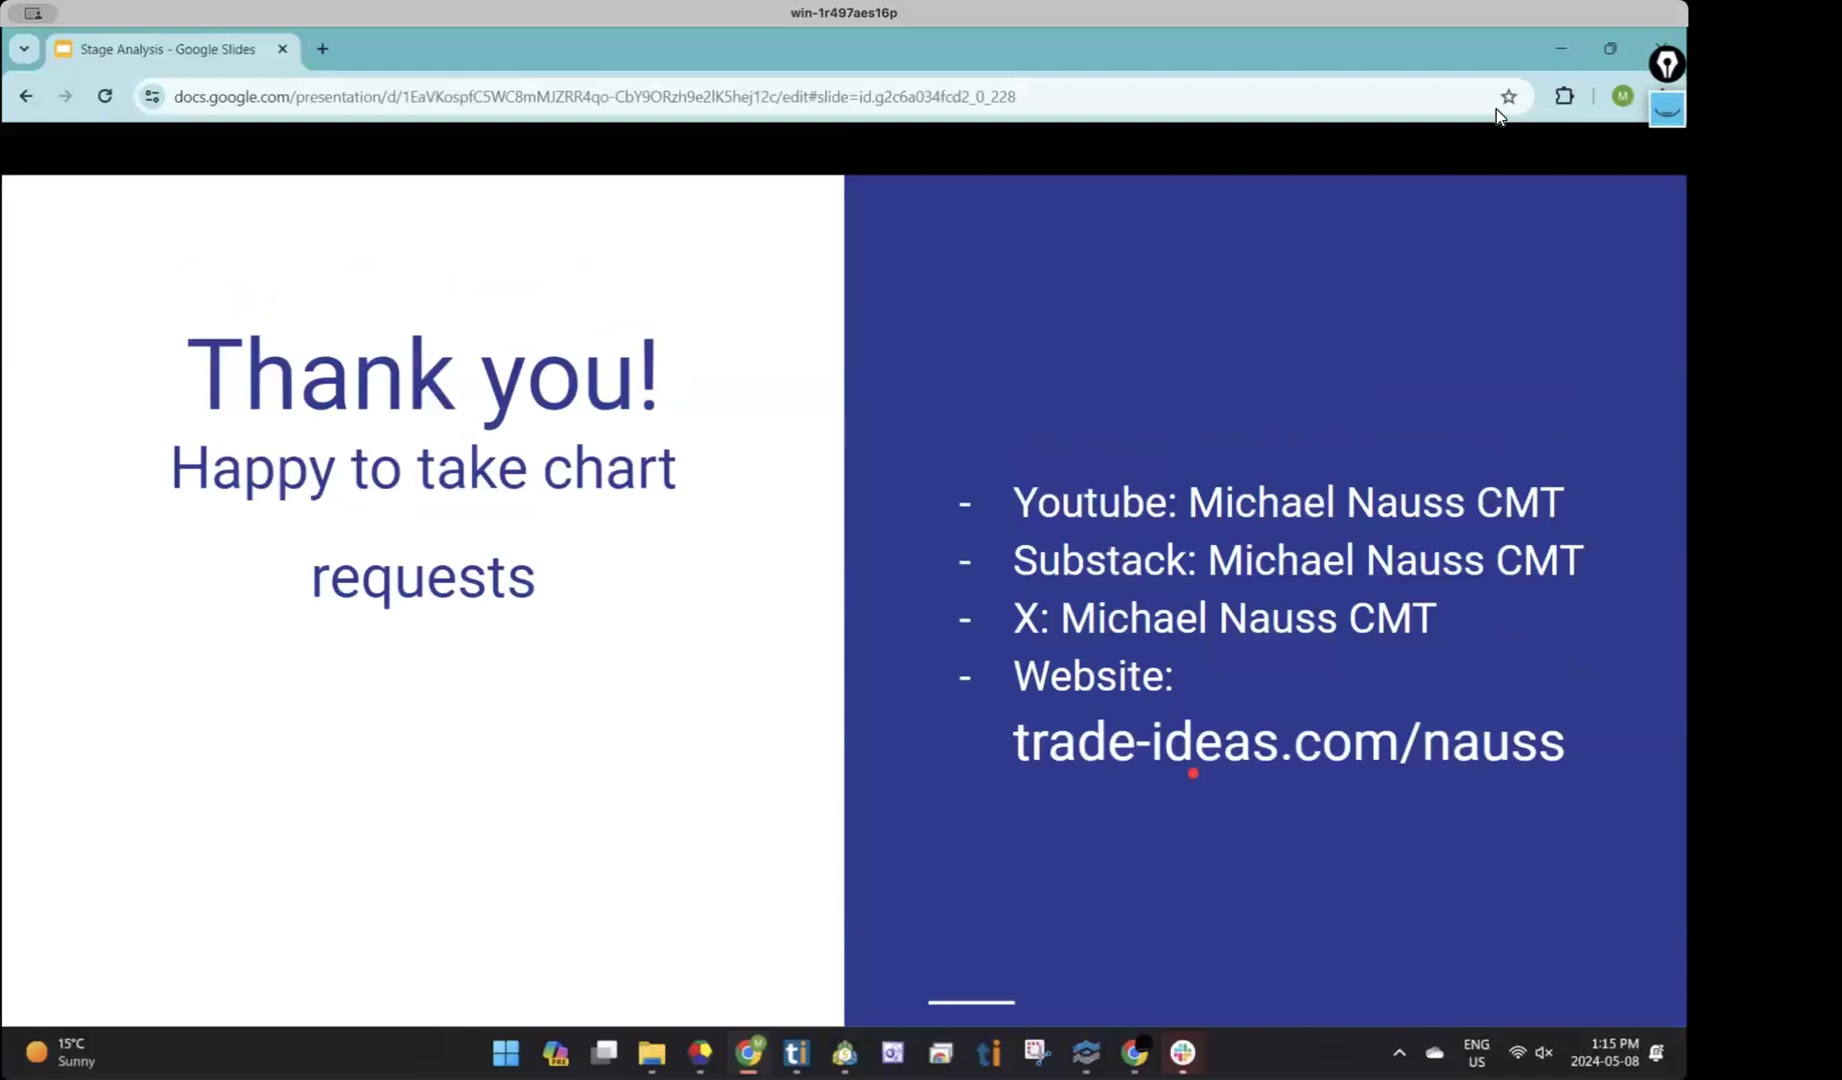 win-1r497aes16p
Stage Analysis - Google Slides
docs.google.com/presentation/d/1EaVKospfC5WC8mMJZRR4qo-CbY9ORzh9e2lK5hej12c/edit#slide=id.g2c6a034fcd2_0_228
M
Thank you!
Happy to take chart
requests
- Youtube: Michael Nauss CMT
- Substack: Michael Nauss CMT
- X: Michael Nauss CMT
- Website:
trade-ideas.com/nauss
15°C
Sunny
ti
ti
ENG
US
1:15 PM
2024-05-08